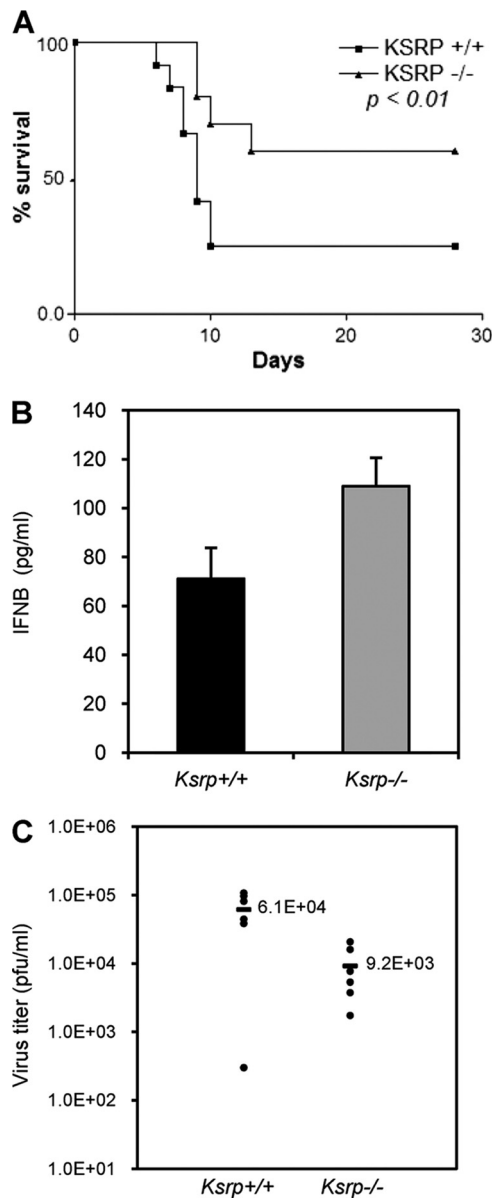 A
100
50
0.0
% survival
KSRP +/+
KSRP -/-
p < 0.01
0
10
20
30
Days
B
140
120
100
80
60
40
20
0
IFNB (pg/ml)
Ksrp+/+
Ksrp-/-
C
1.0E+06
1.0E+05
1.0E+04
1.0E+03
1.0E+02
1.0E+01
Virus titer (pfu/ml)
6.1E+04
9.2E+03
Ksrp+/+
Ksrp-/-